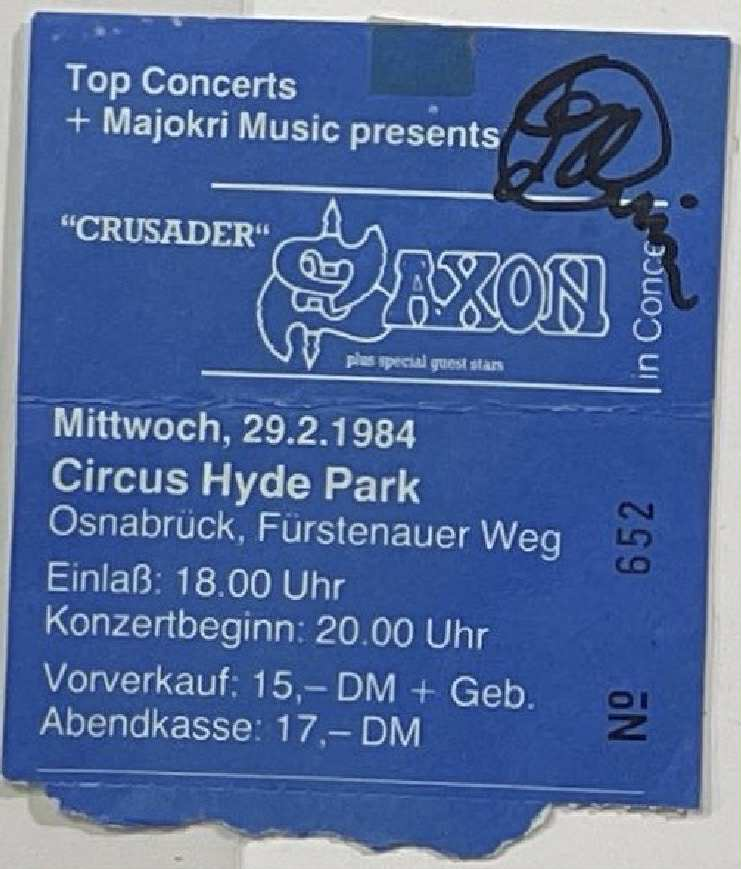 Top Concerts
+ Majokri Music presents
"CRUSADER"
SAXON
plus special guest stars
in Conce
Mittwoch, 29.2.1984
Circus Hyde Park
Osnabrück, Fürstenauer Weg
Einlaß: 18.00 Uhr
Konzertbeginn: 20.00 Uhr
Vorverkauf: 15,– DM + Geb.
Abendkasse: 17,– DM
Nº 652